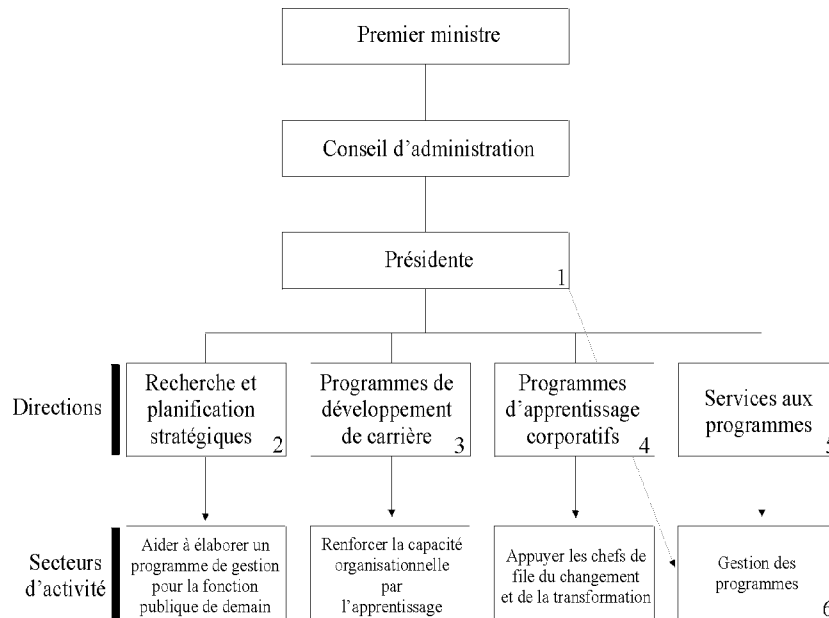 Premier ministre
Conseil d'administration
Présidente
1
Directions
Recherche et
planification
stratégiques
2
Programmes de
développement
de carrière
3
Programmes
d'apprentissage
corporatifs
4
Services aux
programmes
5
Secteurs
d'activité
Aider à élaborer un
programme de gestion
pour la fonction
publique de demain
Renforcer la capacité
organisationnelle
par
l'apprentissage
Appuyer les chefs de
file du changement
et de la transformation
Gestion des
programmes
6